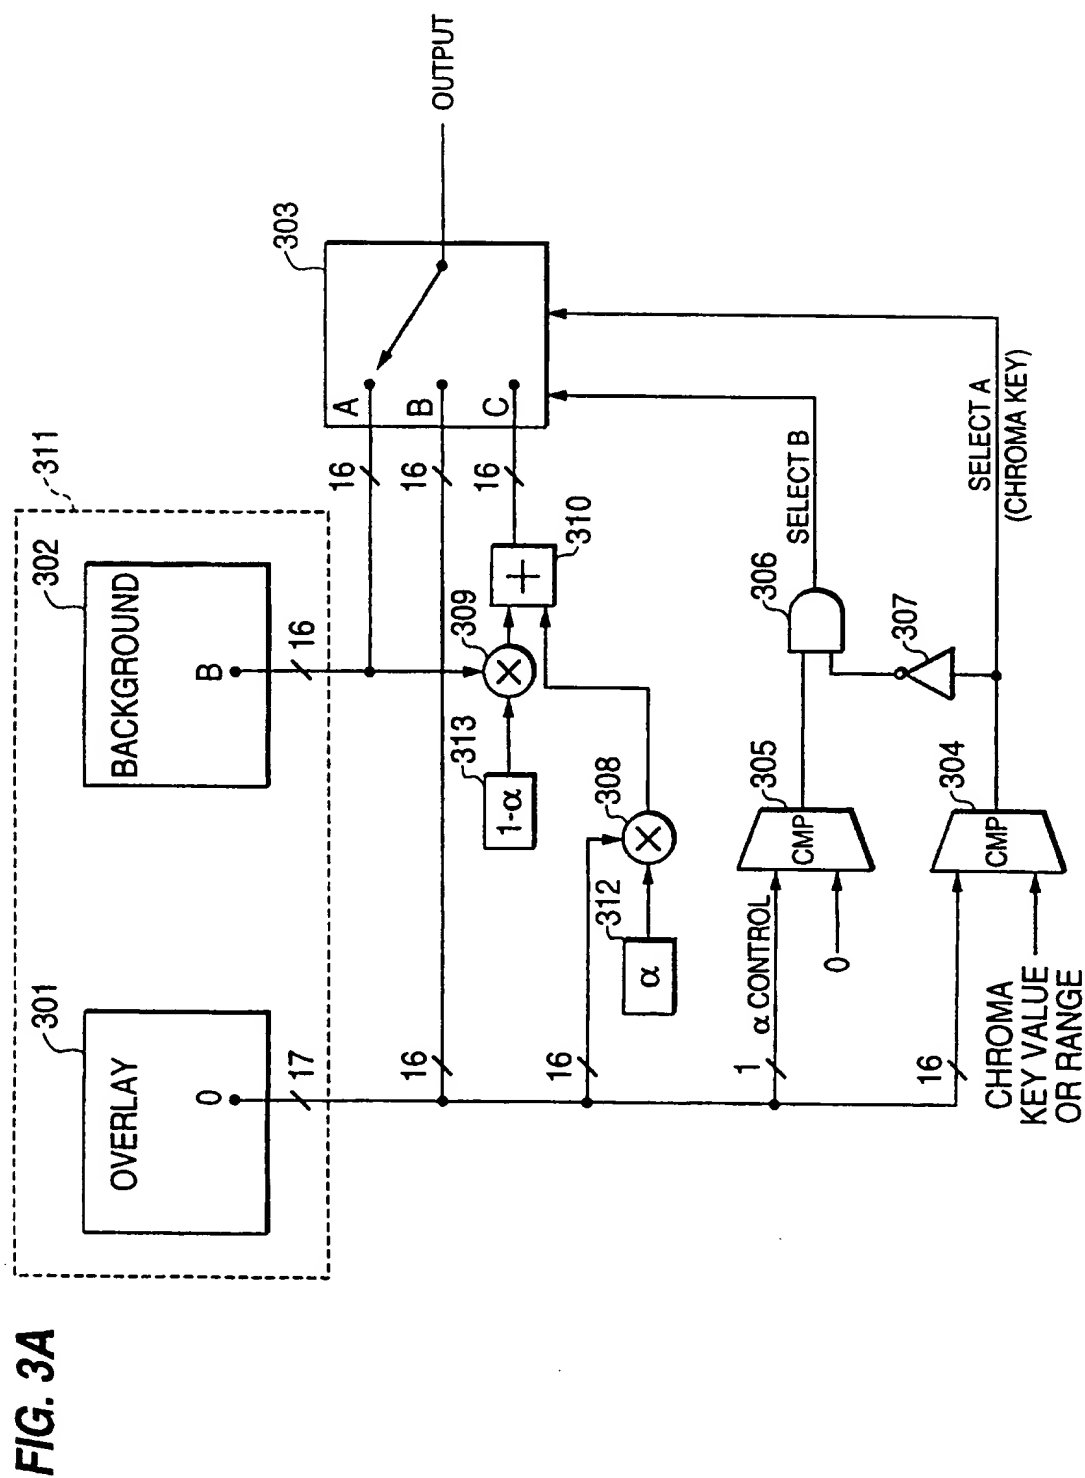 FIG. 3A
311
301
OVERLAY
0
17
302
BACKGROUND
B
16
303
A
B
C
16
16
16
OUTPUT
16
313
1-α
309
×
310
+
16
312
α
308
×
1
α CONTROL
0
305
CMP
306
SELECT B
307
16
CHROMA
KEY VALUE
OR RANGE
304
CMP
SELECT A
(CHROMA KEY)